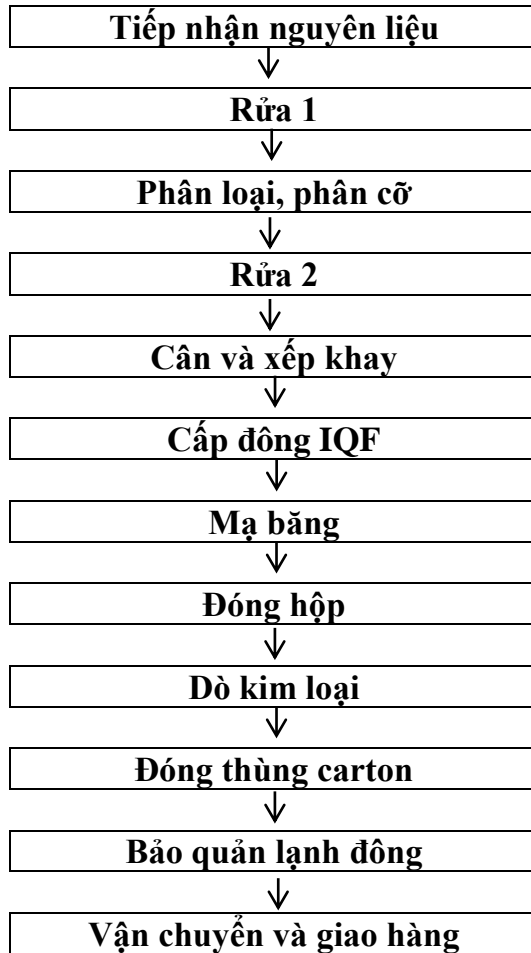 Tiếp nhận nguyên liệu
Rửa 1
Phân loại, phân cỡ
Rửa 2
Cân và xếp khay
Cấp đông IQF
Mạ băng
Đóng hộp
Dò kim loại
Đóng thùng carton
Bảo quản lạnh đông
Vận chuyển và giao hàng